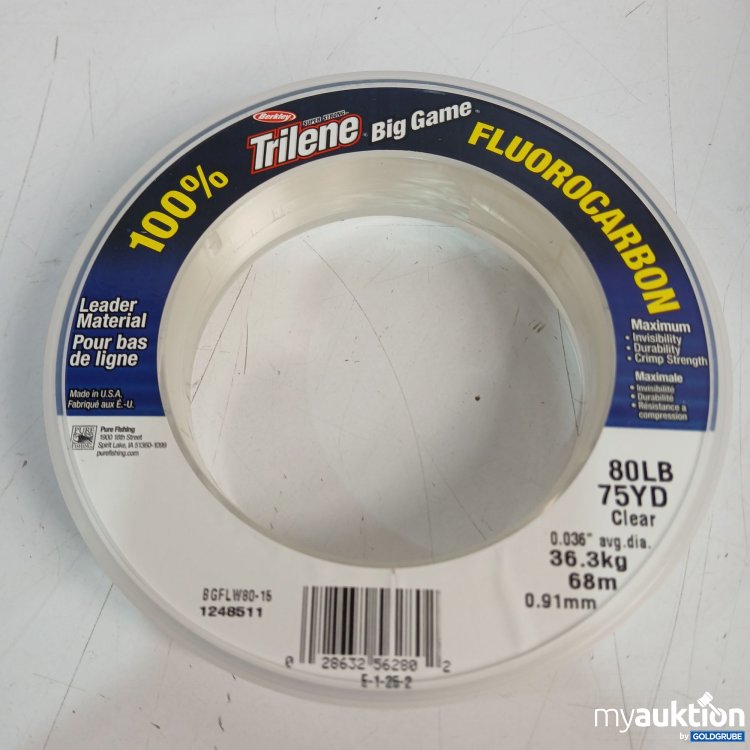 Berkley
SUPER STRONG
Trilene Big Game
100%
FLUOROCARBON
Leader
Material
Pour bas
de ligne
Made in U.S.A.
Fabriqué aux É.-U.
PURE
FISHING
Pure Fishing
1900 18th Street
Spirit Lake, IA 51360-1099
purefishing.com
Maximum
• Invisibility
• Durability
• Crimp Strength
Maximale
• Invisibilité
• Durabilité
• Résistance à
compression
80LB
75YD
Clear
0.036" avg.dia.
36.3kg
68m
0.91mm
BGFLW80-15
1248511
0 28632 56280 2
E-1-25-2
myauktion
by GOLDGRUBE